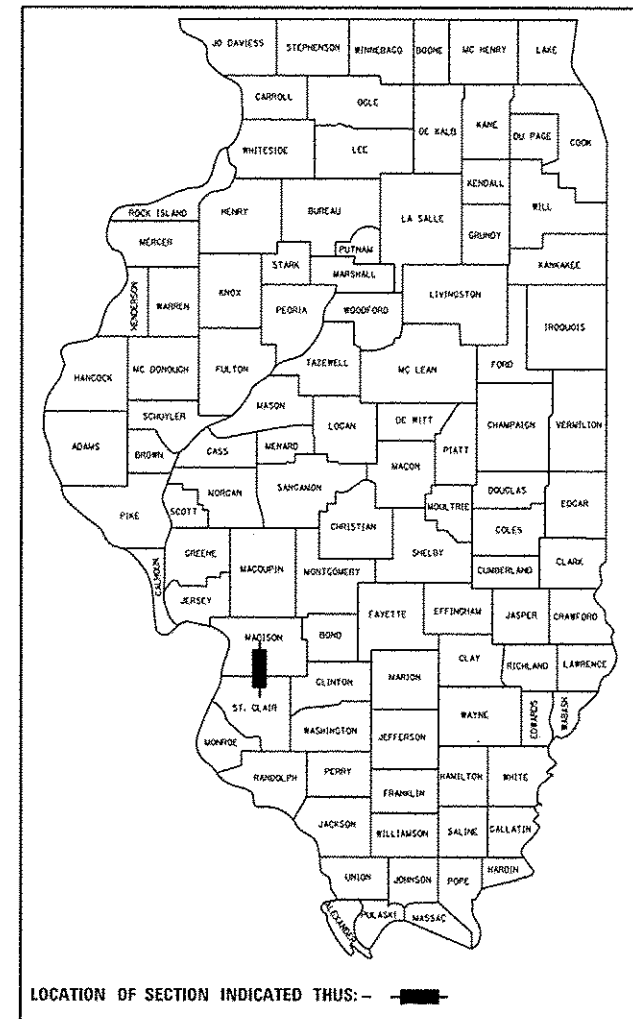 JO DAVIESS STEPHENSON WINNEBAGO BOONE MC HENRY LAKE
CARROLL OGLE DE KALB KANE DU PAGE COOK
WHITESIDE LEE KENDALL WILL
ROCK ISLAND HENRY BUREAU LA SALLE GRUNDY
MERCER PUTNAM KANKAKEE
STARK MARSHALL
HENDERSON WARREN KNOX PEORIA WOODFORD LIVINGSTON IROQUOIS
HANCOCK MC DONOUGH FULTON TAZEWELL MC LEAN FORD
SCHUYLER MASON LOGAN DE WITT CHAMPAIGN VERMILION
ADAMS BROWN CASS MENARD MACON PIATT
PIKE SCOTT MORGAN SANGAMON CHRISTIAN MOULTRIE DOUGLAS EDGAR
COLES
CALHOUN GREENE MACOUPIN MONTGOMERY SHELBY CUMBERLAND CLARK
JERSEY FAYETTE EFFINGHAM JASPER CRAWFORD
MADISON BOND CLAY RICHLAND LAWRENCE
CLINTON MARION
ST. CLAIR WAYNE EDWARDS WABASH
MONROE WASHINGTON JEFFERSON
RANDOLPH PERRY HAMILTON WHITE
FRANKLIN
JACKSON WILLIAMSON SALINE GALLATIN
UNION JOHNSON POPE HARDIN
ALEXANDER PULASKI MASSAC
LOCATION OF SECTION INDICATED THUS: -